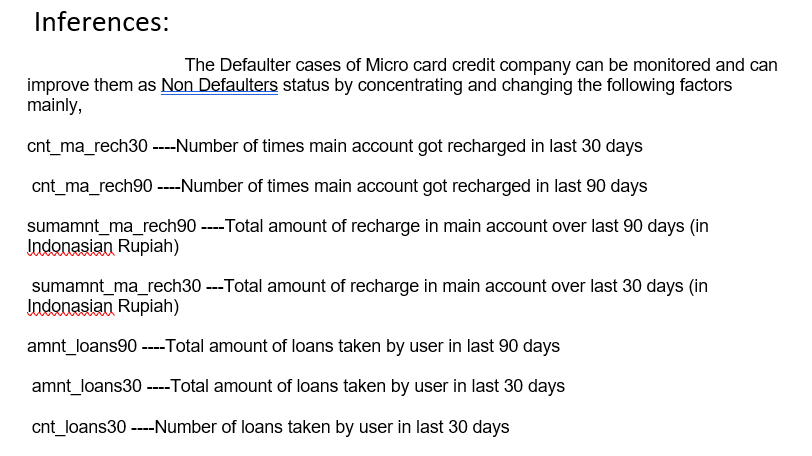 Inferences:
The Defaulter cases of Micro card credit company can be monitored and can
improve them as Non Defaulters status by concentrating and changing the following factors
mainly,
cnt_ma_rech30 ----Number of times main account got recharged in last 30 days
cnt_ma_rech90 ----Number of times main account got recharged in last 90 days
sumamnt_ma_rech90 ----Total amount of recharge in main account over last 90 days (in
Indonasian Rupiah)
sumamnt_ma_rech30 ---Total amount of recharge in main account over last 30 days (in
Indonasian Rupiah)
amnt_loans90 ----Total amount of loans taken by user in last 90 days
amnt_loans30 ----Total amount of loans taken by user in last 30 days
cnt_loans30 ----Number of loans taken by user in last 30 days